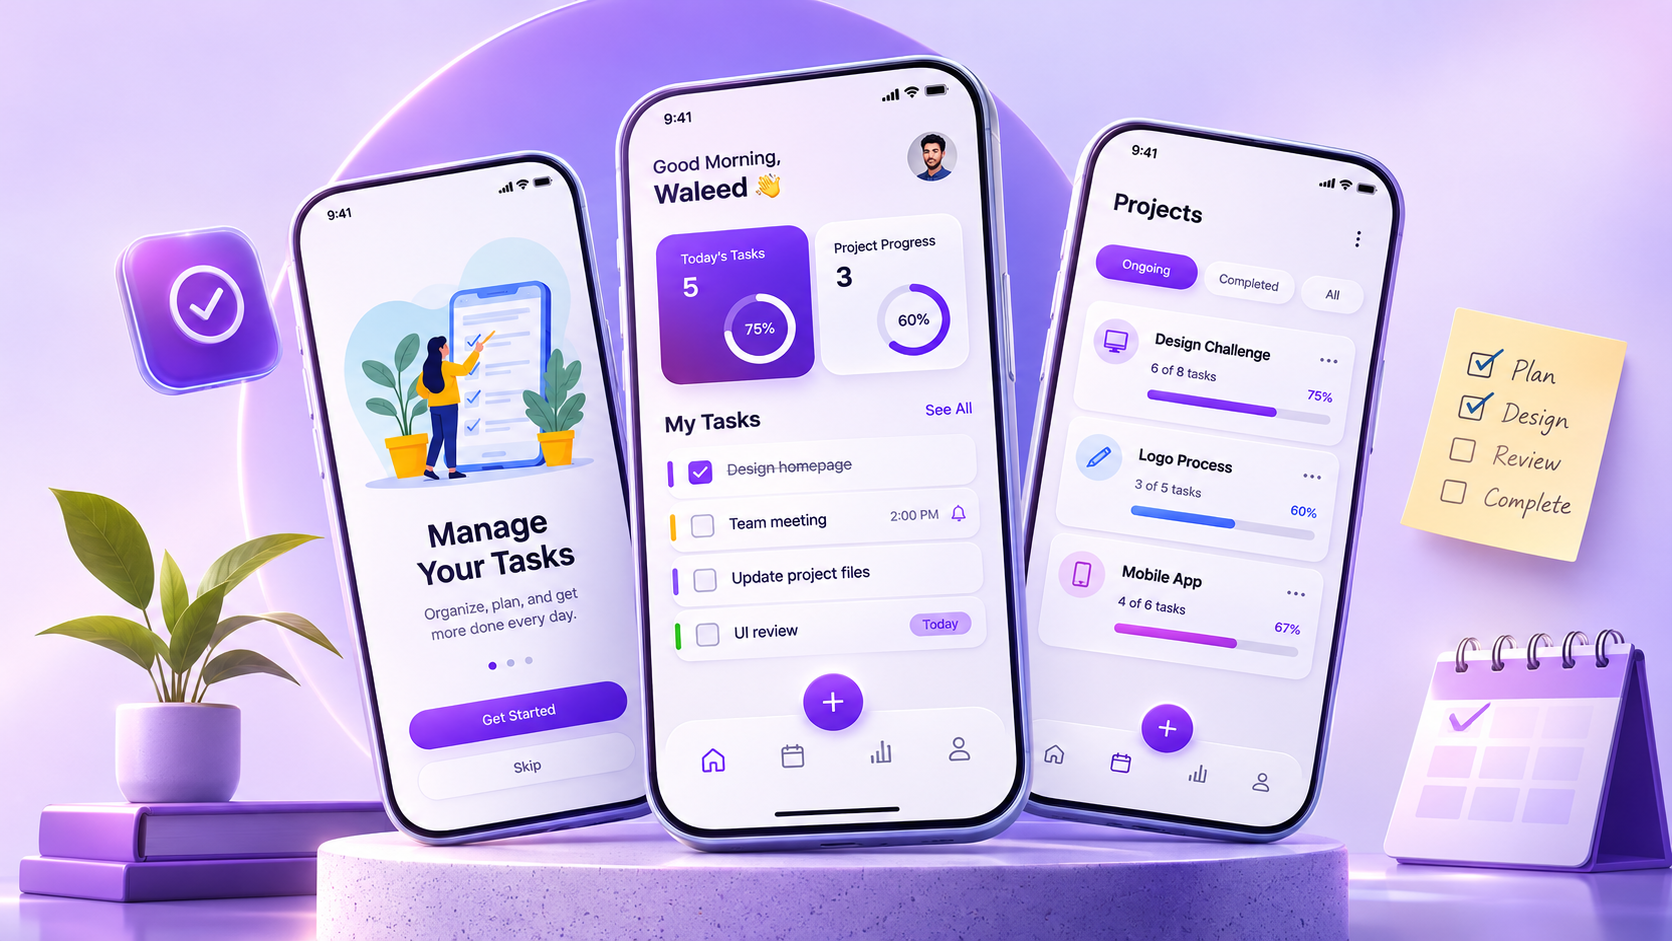 9:41
Manage
Your Tasks
Organize, plan, and get
more done every day.
Get Started
Skip
9:41
Good Morning,
Waleed 👋
Today's Tasks
5
75%
Project Progress
3
60%
My Tasks
See All
Design homepage
Team meeting
2:00 PM
Update project files
UI review
Today
9:41
Projects
Ongoing
Completed
All
Design Challenge
6 of 8 tasks
75%
Logo Process
3 of 5 tasks
60%
Mobile App
4 of 6 tasks
67%
Plan
Design
Review
Complete